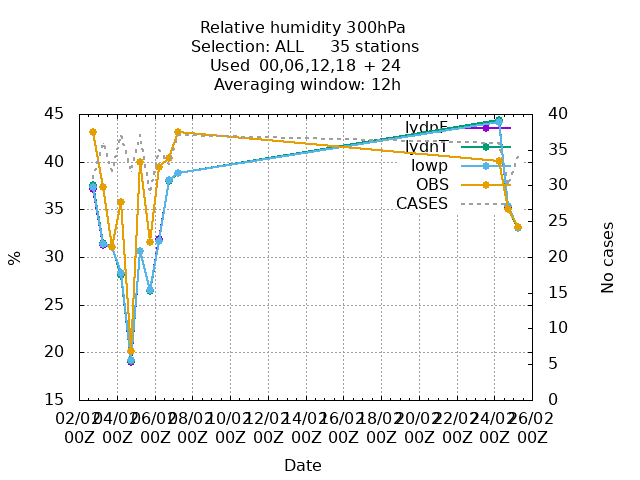 Relative humidity 300hPa
Selection: ALL 35 stations
Used 00,06,12,18 + 24
Averaging window: 12h
45 40 35 30 25 20 15
%
40 35 30 25 20 15 10 5 0
No cases
lvdnF
lvdnT
lowp
OBS
CASES
02/02 04/02 06/02 08/02 10/02 12/02 14/02 16/02 18/02 20/02 22/02 24/02 26/02
00Z 00Z 00Z 00Z 00Z 00Z 00Z 00Z 00Z 00Z 00Z 00Z 00Z
Date